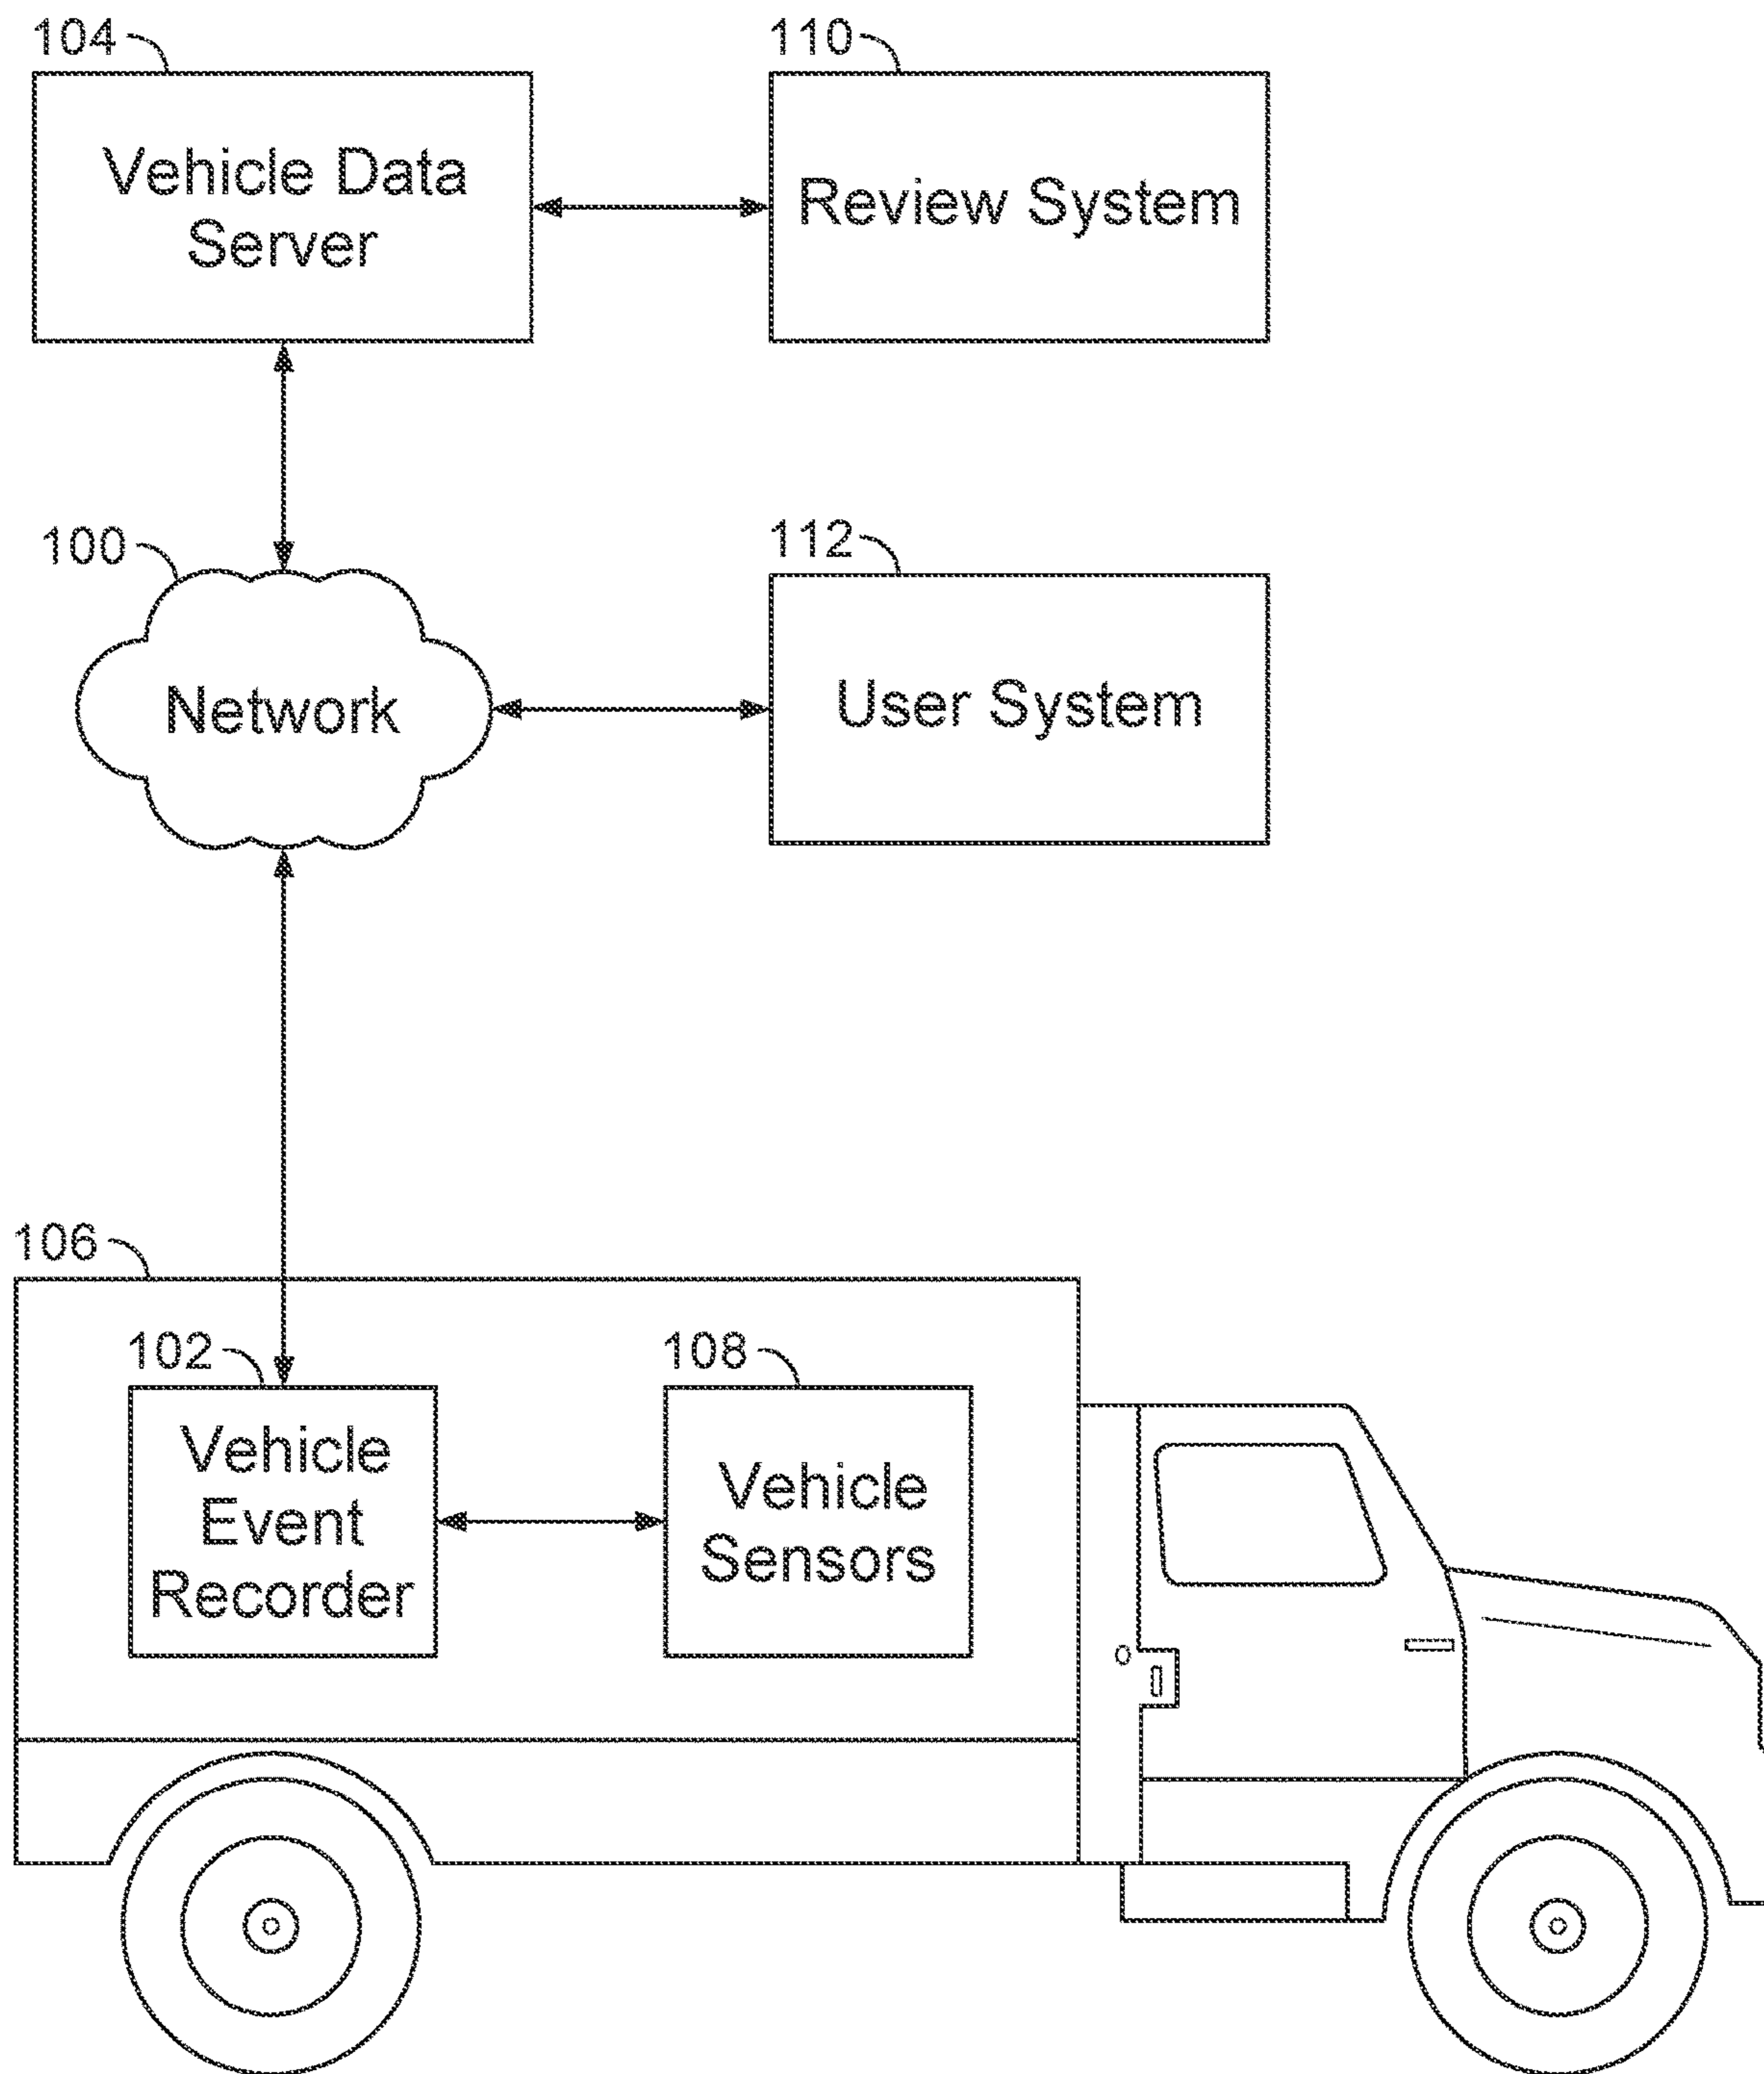 104
110
Vehicle Data
Server
Review System
100
112
Network
User System
106
102
108
Vehicle
Event
Recorder
Vehicle
Sensors